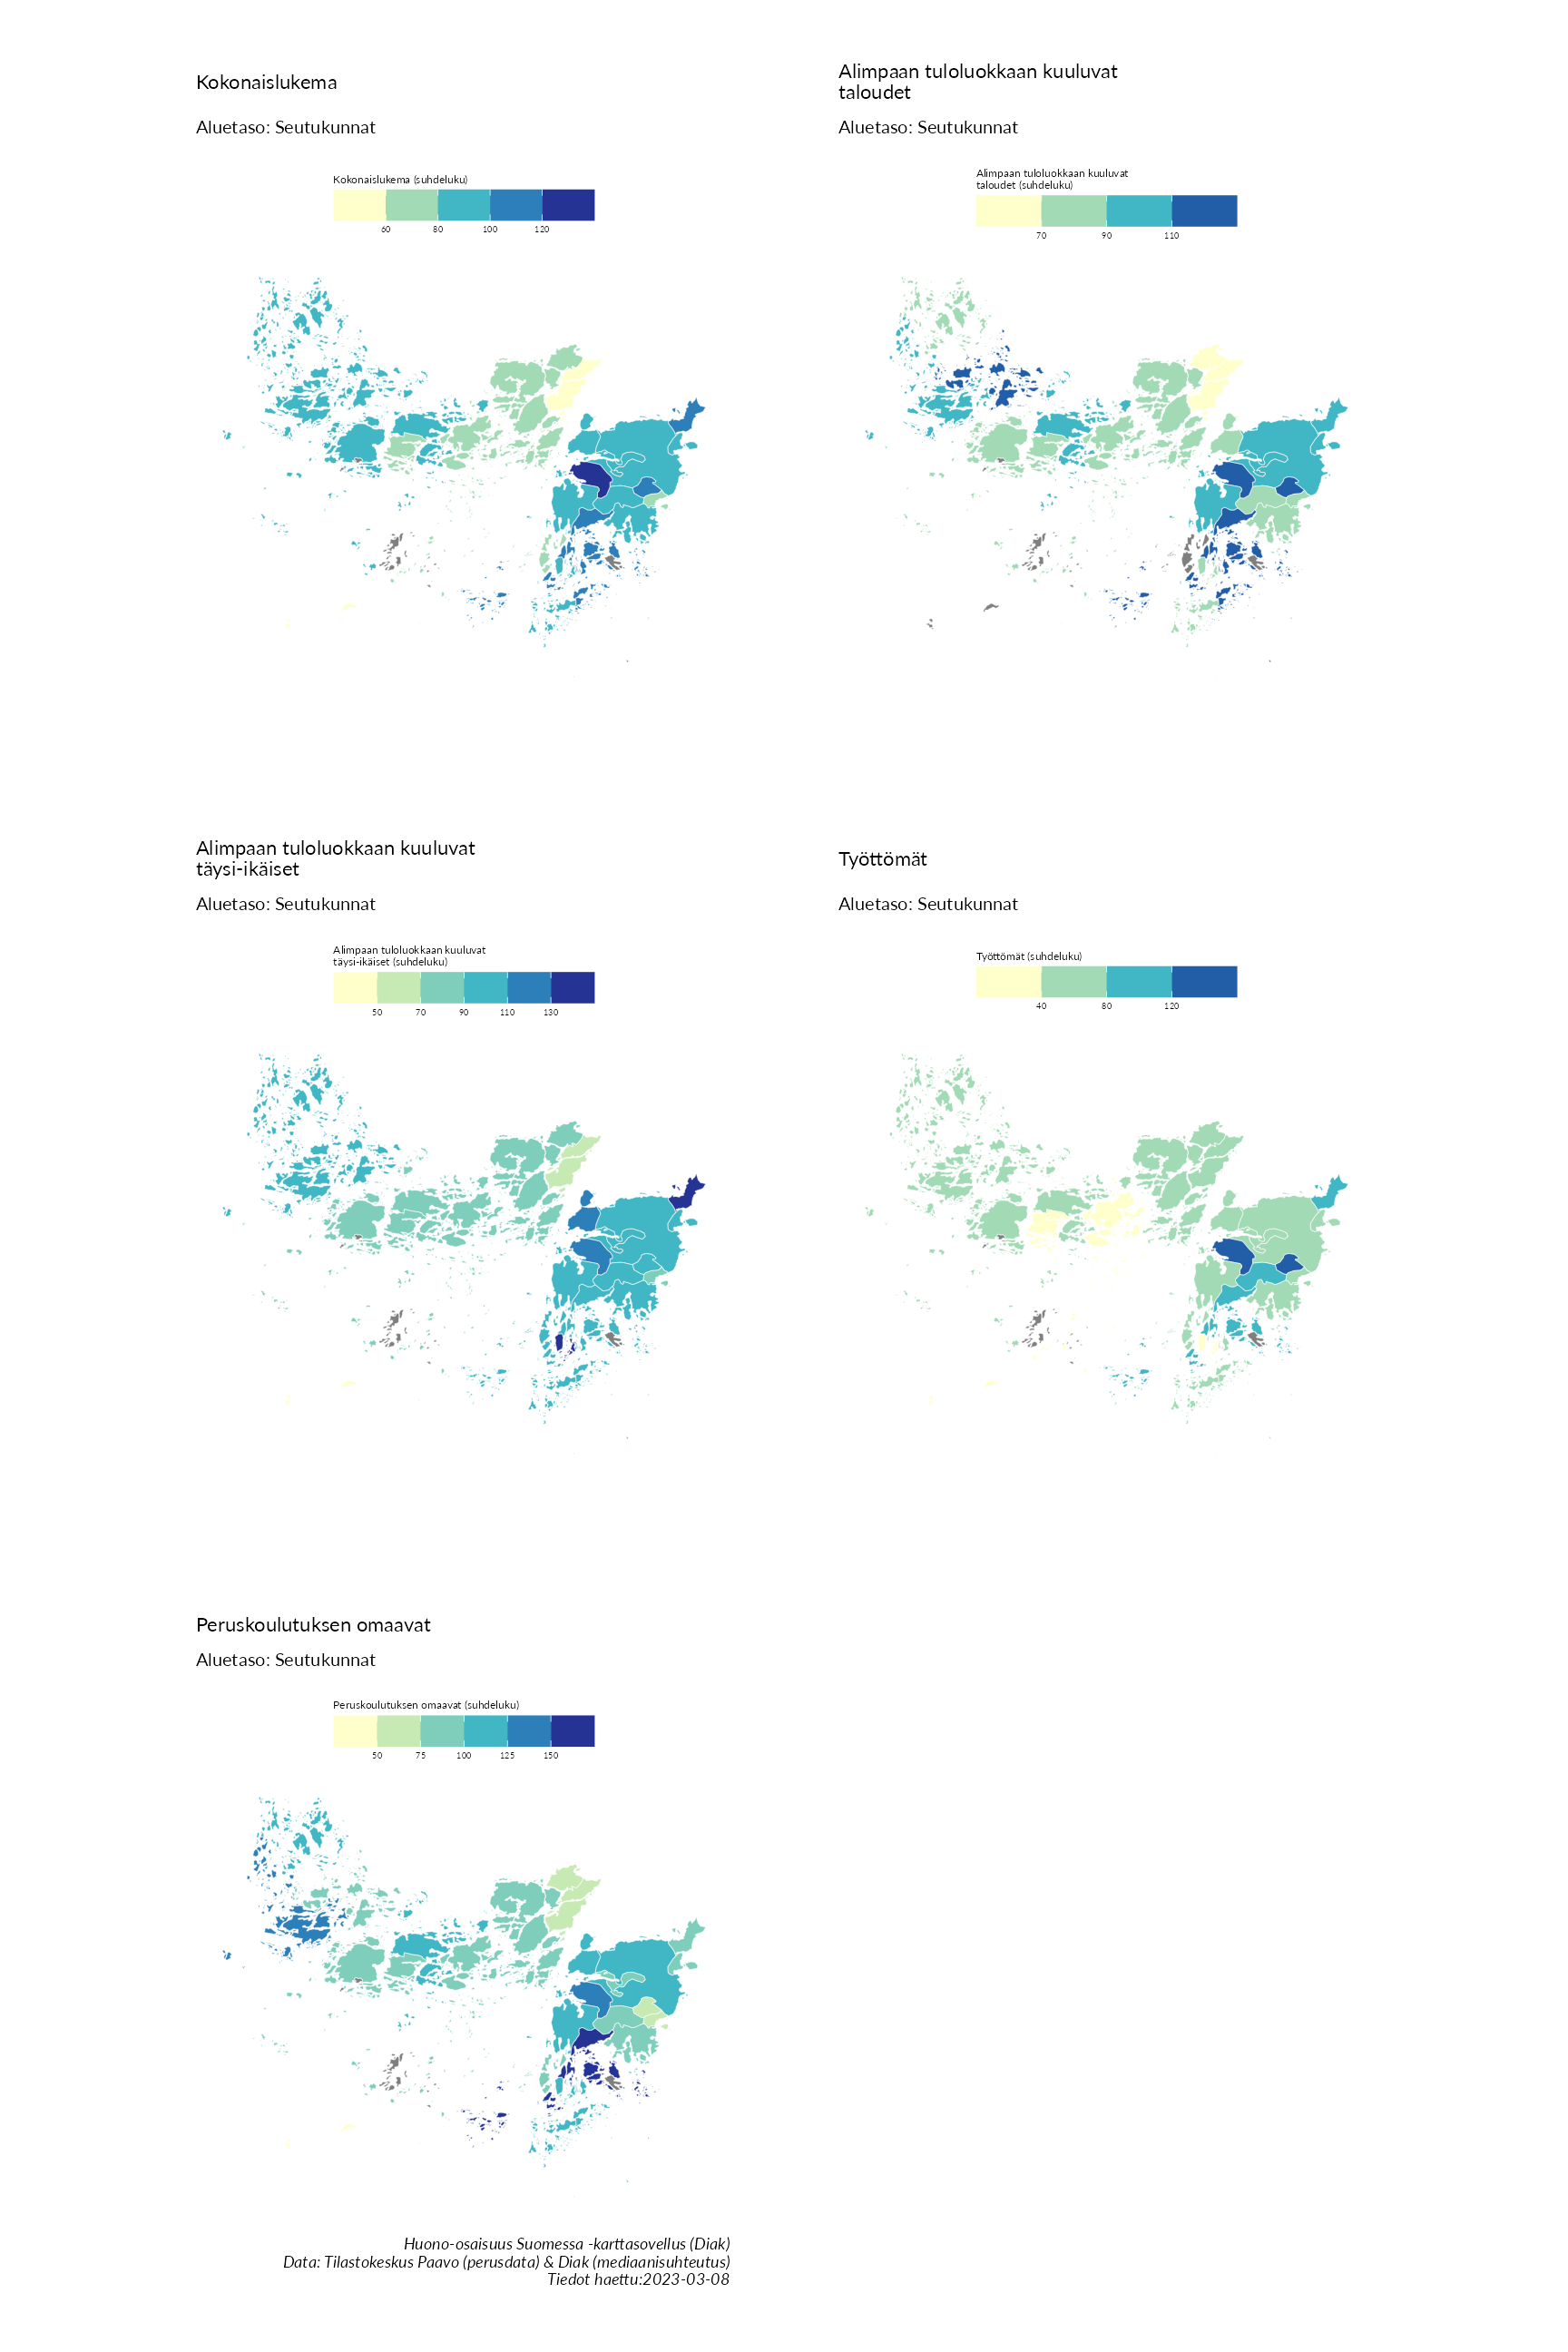 Kokonaislukema
Aluetaso: Seutukunnat
Kokonaislukema (suhdeluku)
60 80 100 120
Alimpaan tuloluokkaan kuuluvat
taloudet
Aluetaso: Seutukunnat
Alimpaan tuloluokkaan kuuluvat
taloudet (suhdeluku)
70 90 110
Alimpaan tuloluokkaan kuuluvat
täysi-ikäiset
Aluetaso: Seutukunnat
Alimpaan tuloluokkaan kuuluvat
täysi-ikäiset (suhdeluku)
50 70 90 110 130
Työttömät
Aluetaso: Seutukunnat
Työttömät (suhdeluku)
40 80 120
Peruskoulutuksen omaavat
Aluetaso: Seutukunnat
Peruskoulutuksen omaavat (suhdeluku)
50 75 100 125 150
Huono-osaisuus Suomessa -karttasovellus (Diak)
Data: Tilastokeskus Paavo (perusdata) & Diak (mediaanisuhteutus)
Tiedot haettu:2023-03-08